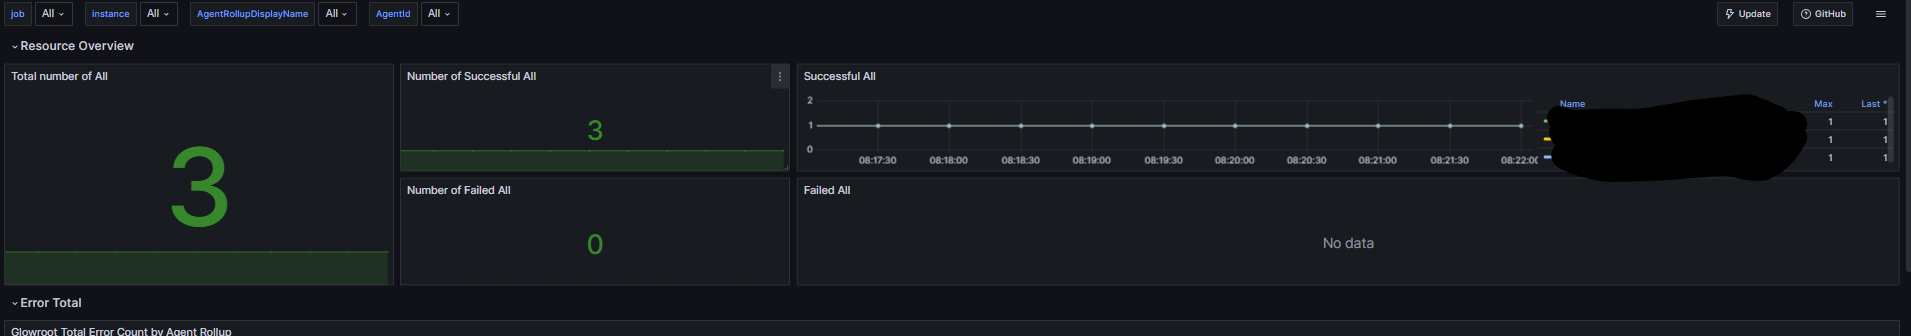 job All instance All AgentRollupDisplayName All AgentId All Update GitHub
Resource Overview
Total number of All
3
Number of Successful All
3
Successful All
2
1
0
08:17:30 08:18:00 08:18:30 08:19:00 08:19:30 08:20:00 08:20:30 08:21:00 08:21:30 08:22:00
Name Max Last *
1 1
1 1
1 1
Number of Failed All
0
Failed All
No data
Error Total
Glowroot Total Error Count by Agent Rollup